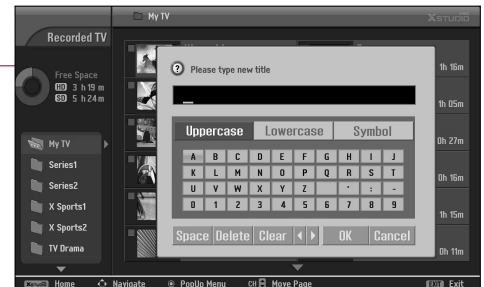 My TV
XSTUDIO
Recorded TV
Free Space
HD 3 h 19 m
SD 5 h 24 m
My TV
Series1
Series2
X Sports1
X Sports2
TV Drama
1h 16m
1h 05m
0h 27m
0h 16m
1h 15m
0h 11m
? Please type new title
_
Uppercase Lowercase Symbol
A B C D E F G H I J
K L M N O P Q R S T
U V W X Y Z ' : -
0 1 2 3 4 5 6 7 8 9
Space Delete Clear OK Cancel
Home Navigate PopUp Menu CH Move Page EXIT Exit